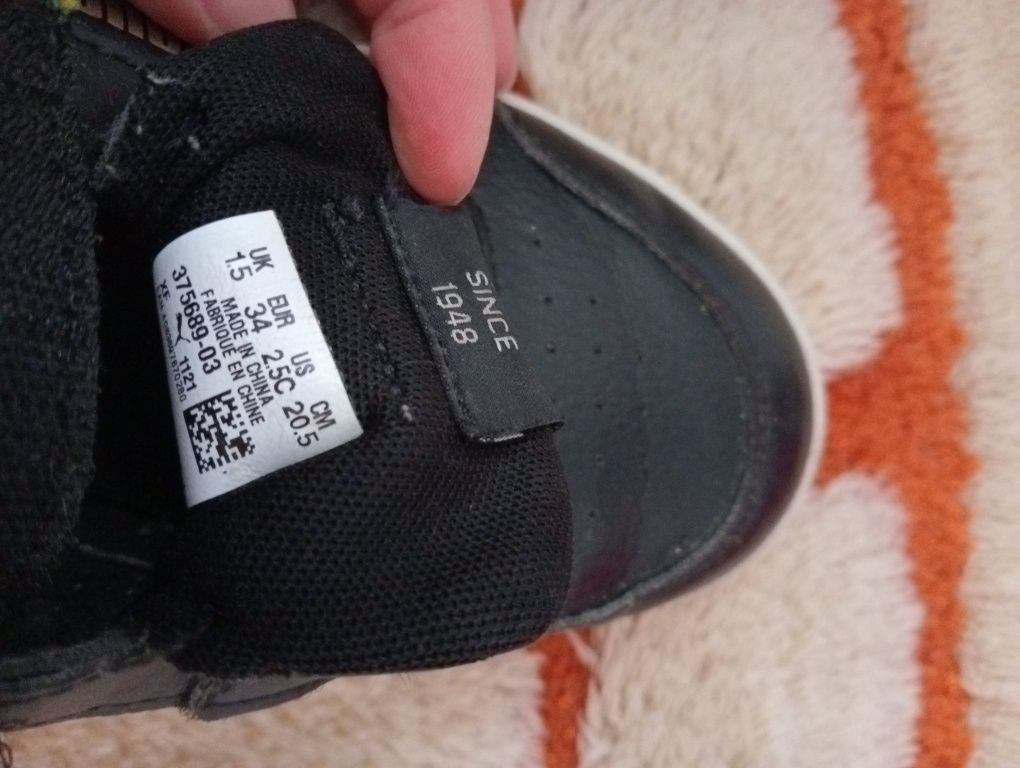 UK EUR US CM
1.5 34 2.5C 20.5
MADE IN CHINA
FABRIQUÉ EN CHINE
375689-03 1121
SINCE
1948